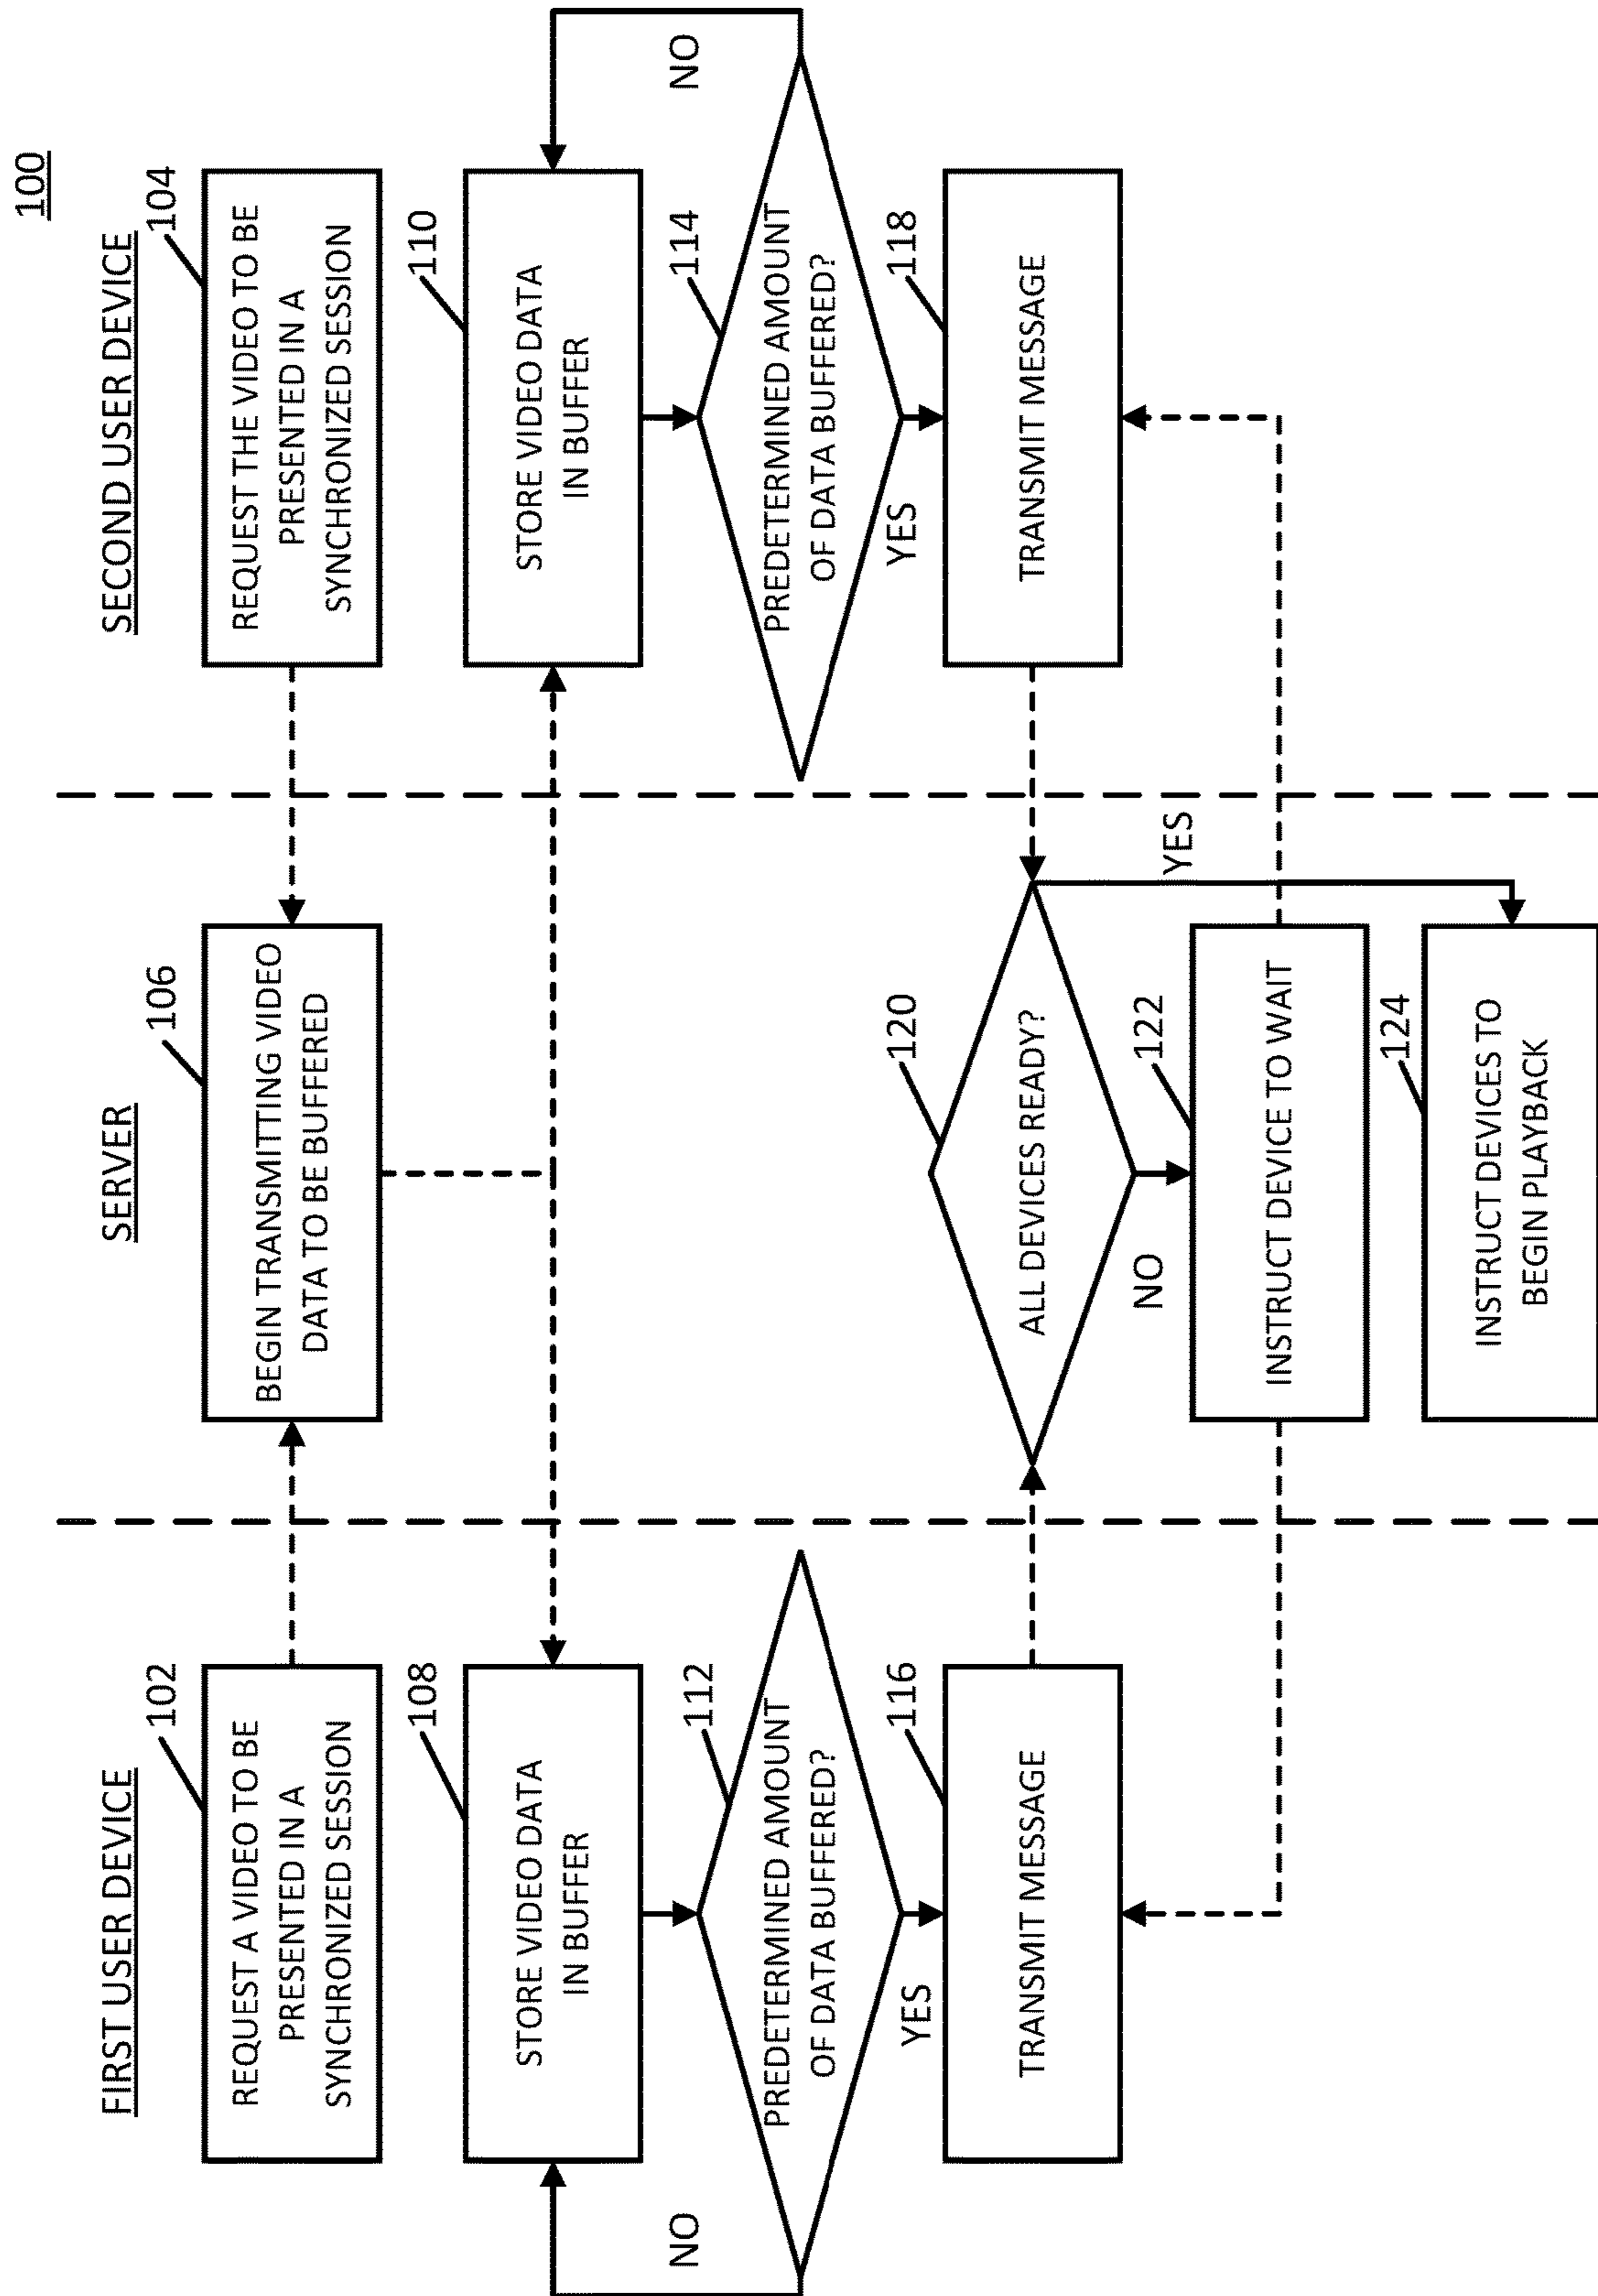 100
FIRST USER DEVICE
SERVER
SECOND USER DEVICE
102
REQUEST A VIDEO TO BE
PRESENTED IN A
SYNCHRONIZED SESSION
106
BEGIN TRANSMITTING VIDEO
DATA TO BE BUFFERED
104
REQUEST THE VIDEO TO BE
PRESENTED IN A
SYNCHRONIZED SESSION
108
STORE VIDEO DATA
IN BUFFER
110
STORE VIDEO DATA
IN BUFFER
NO
112
PREDETERMINED AMOUNT
OF DATA BUFFERED?
YES
114
PREDETERMINED AMOUNT
OF DATA BUFFERED?
NO
YES
116
TRANSMIT MESSAGE
120
ALL DEVICES READY?
118
TRANSMIT MESSAGE
NO
YES
122
INSTRUCT DEVICE TO WAIT
124
INSTRUCT DEVICES TO
BEGIN PLAYBACK